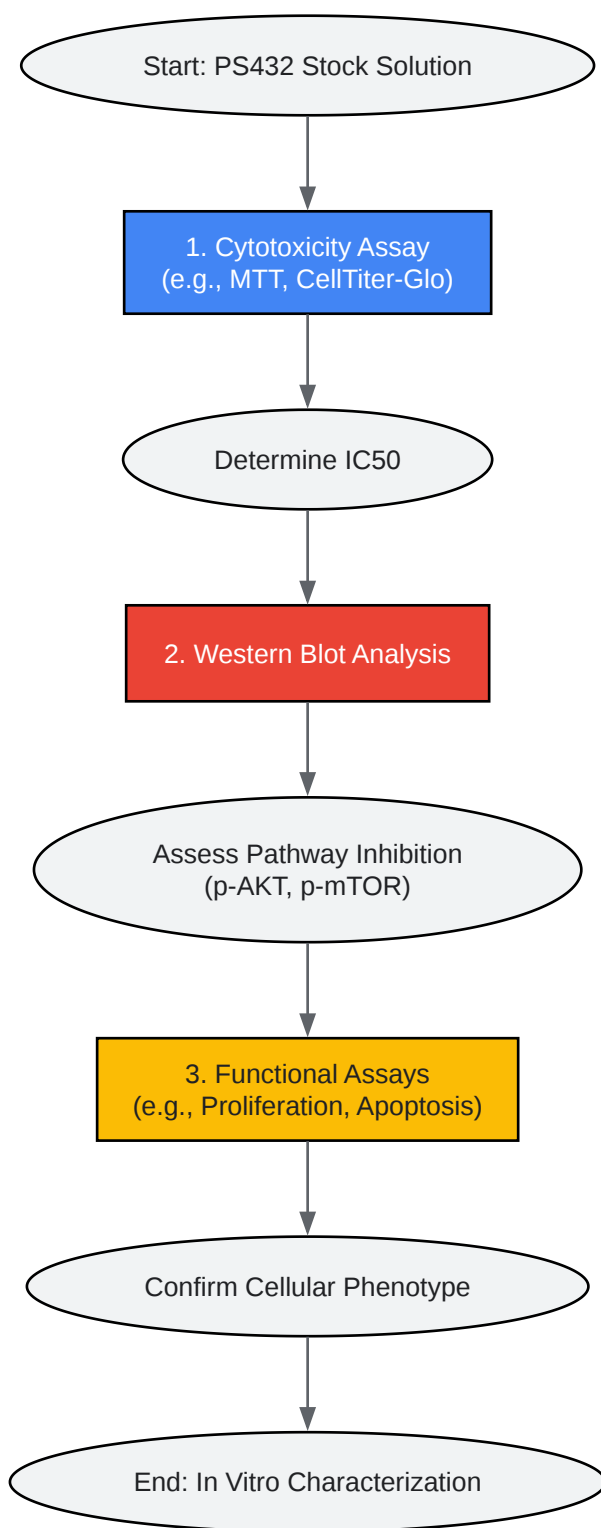 Start: PS432 Stock Solution
1. Cytotoxicity Assay
(e.g., MTT, CellTiter-Glo)
Determine IC50
2. Western Blot Analysis
Assess Pathway Inhibition
(p-AKT, p-mTOR)
3. Functional Assays
(e.g., Proliferation, Apoptosis)
Confirm Cellular Phenotype
End: In Vitro Characterization